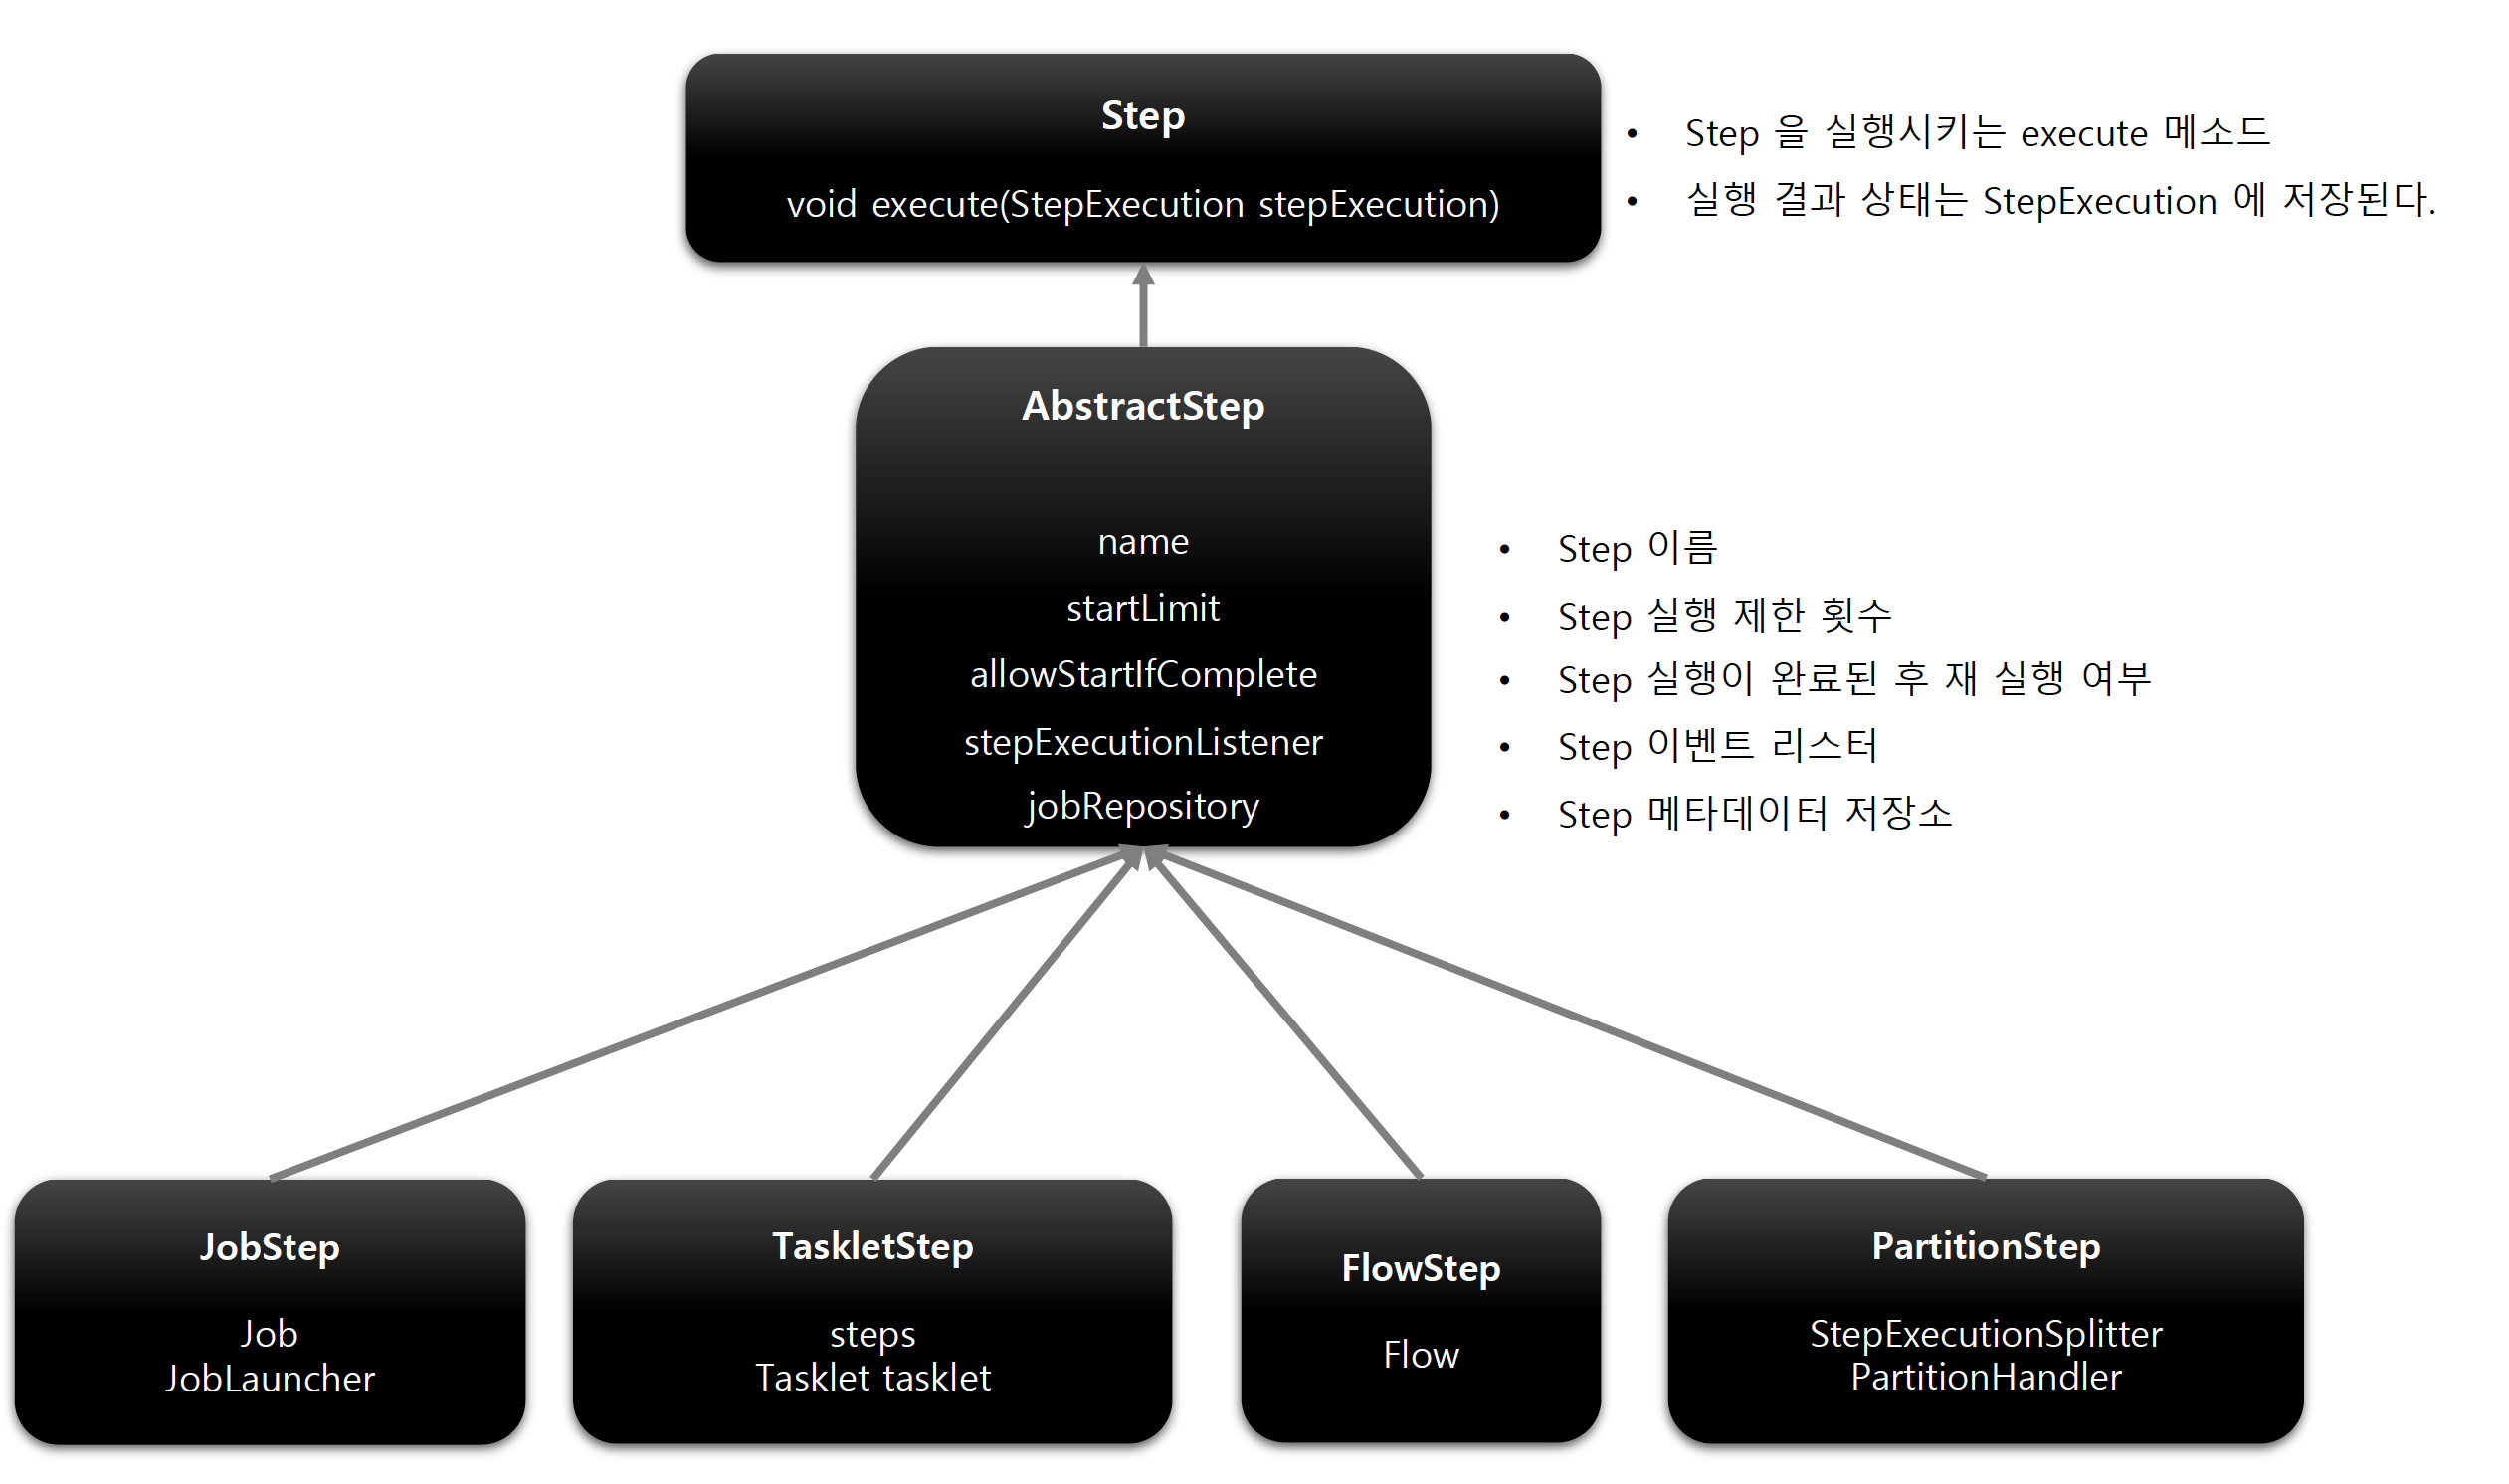 Step
void execute(StepExecution stepExecution)
• Step 을 실행시키는 execute 메소드
• 실행 결과 상태는 StepExecution 에 저장된다.
AbstractStep
name
startLimit
allowStartIfComplete
stepExecutionListener
jobRepository
• Step 이름
• Step 실행 제한 횟수
• Step 실행이 완료된 후 재 실행 여부
• Step 이벤트 리스터
• Step 메타데이터 저장소
JobStep
Job
JobLauncher
TaskletStep
steps
Tasklet tasklet
FlowStep
Flow
PartitionStep
StepExecutionSplitter
PartitionHandler